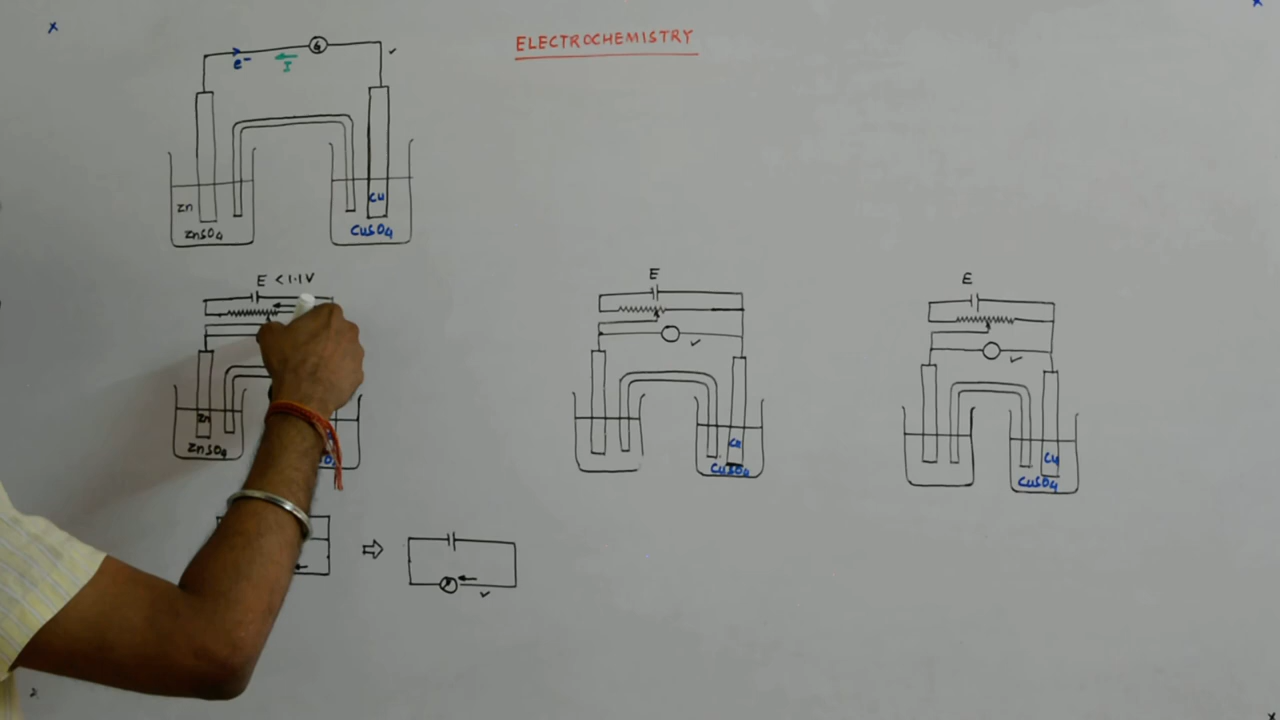 ELECTROCHEMISTRY
G
e-
I
Zn
ZnSO4
Cu
CuSO4
E < 1.1V
Zn
ZnSO4
E
Cu
CuSO4
E
Cu
CuSO4